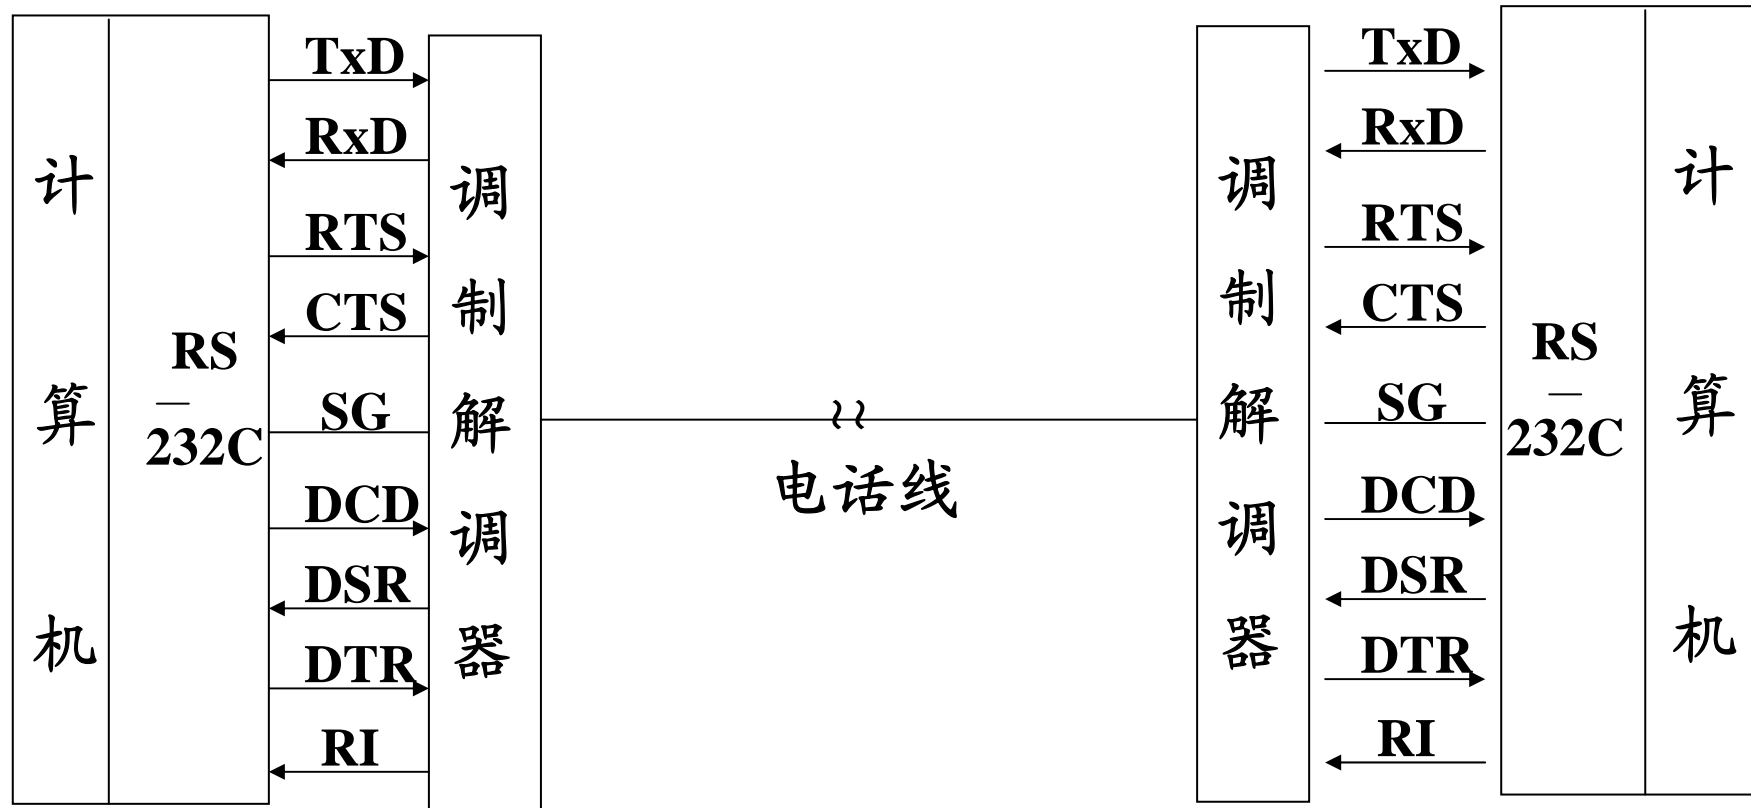 计算机
RS
—
232C
TxD
RxD
RTS
CTS
SG
DCD
DSR
DTR
RI
调制解调器
电话线
调制解调器
TxD
RxD
RTS
CTS
SG
DCD
DSR
DTR
RI
RS
—
232C
计算机